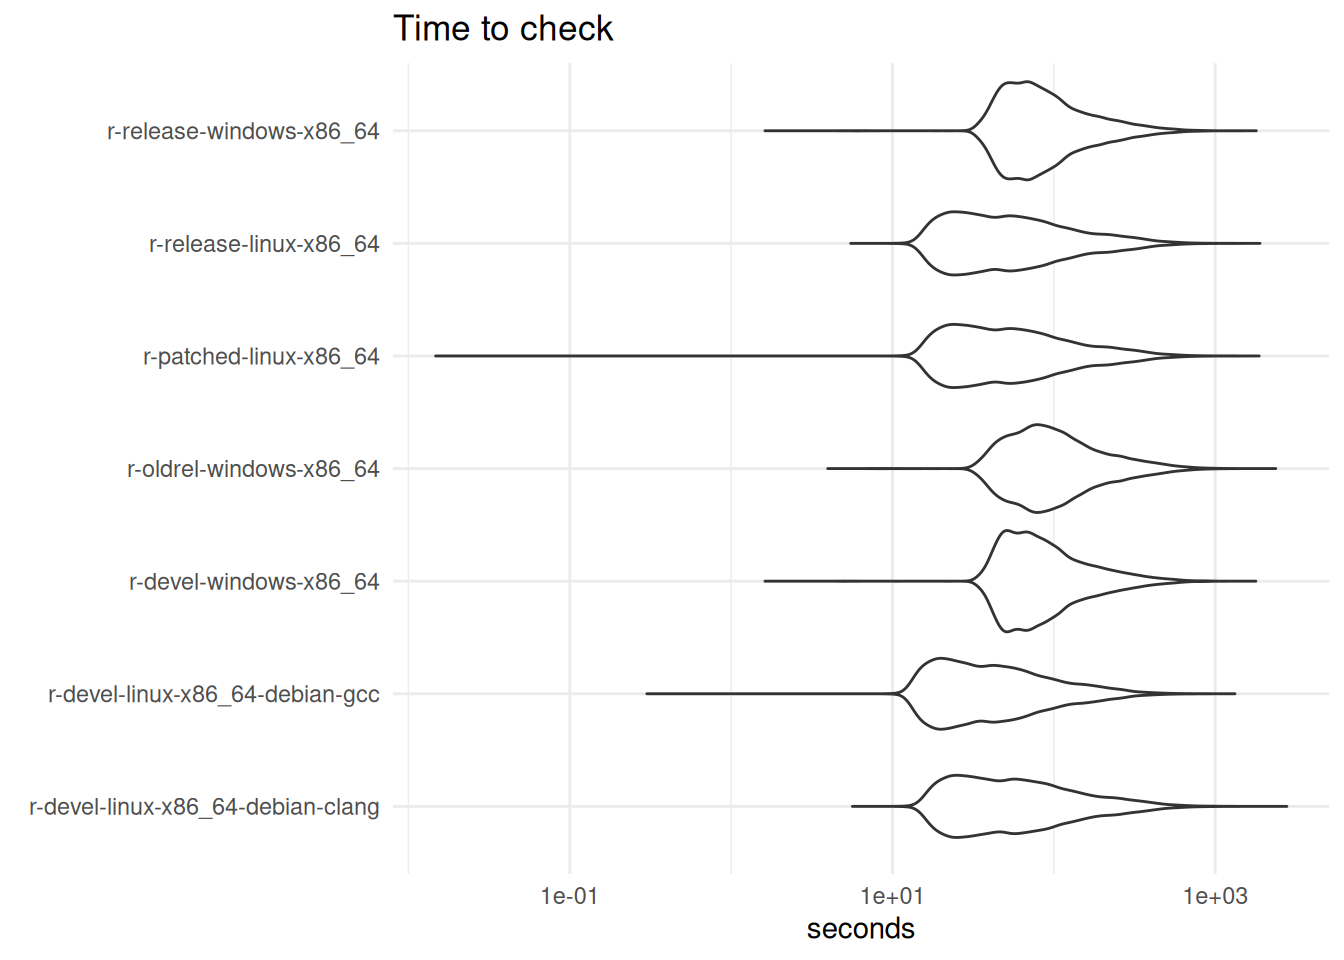 Time to check
r-release-windows-x86_64
r-release-linux-x86_64
r-patched-linux-x86_64
r-oldrel-windows-x86_64
r-devel-windows-x86_64
r-devel-linux-x86_64-debian-gcc
r-devel-linux-x86_64-debian-clang
1e-01 1e+01 1e+03
seconds